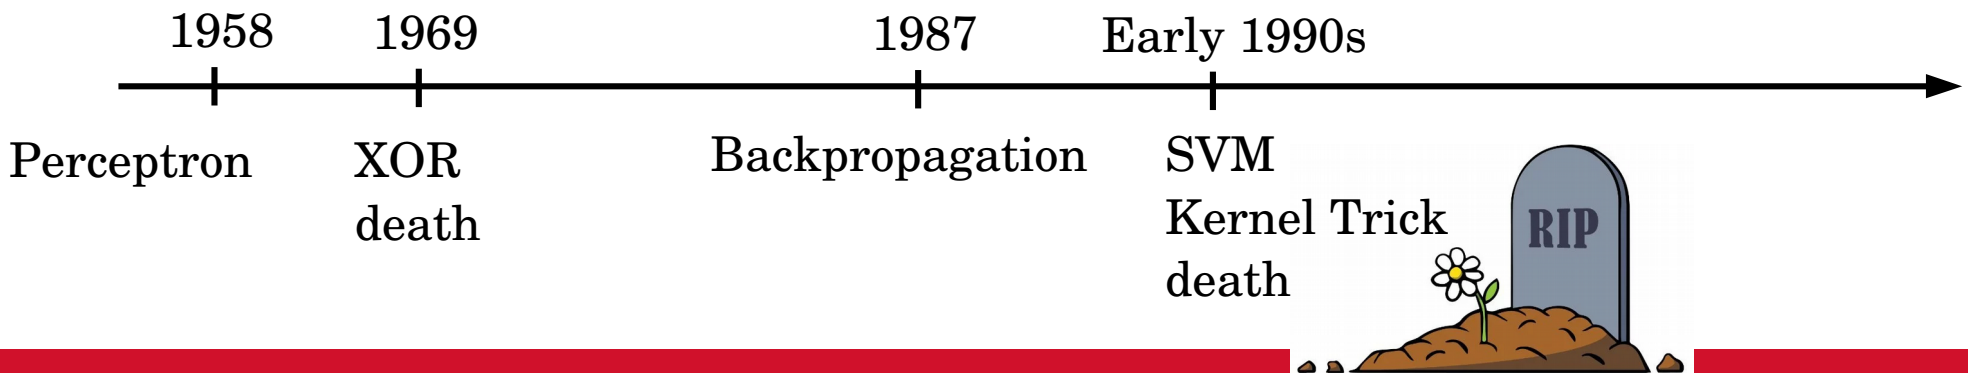 1958
1969
1987
Early 1990s
Perceptron
XOR
death
Backpropagation
SVM
Kernel Trick
death
RIP